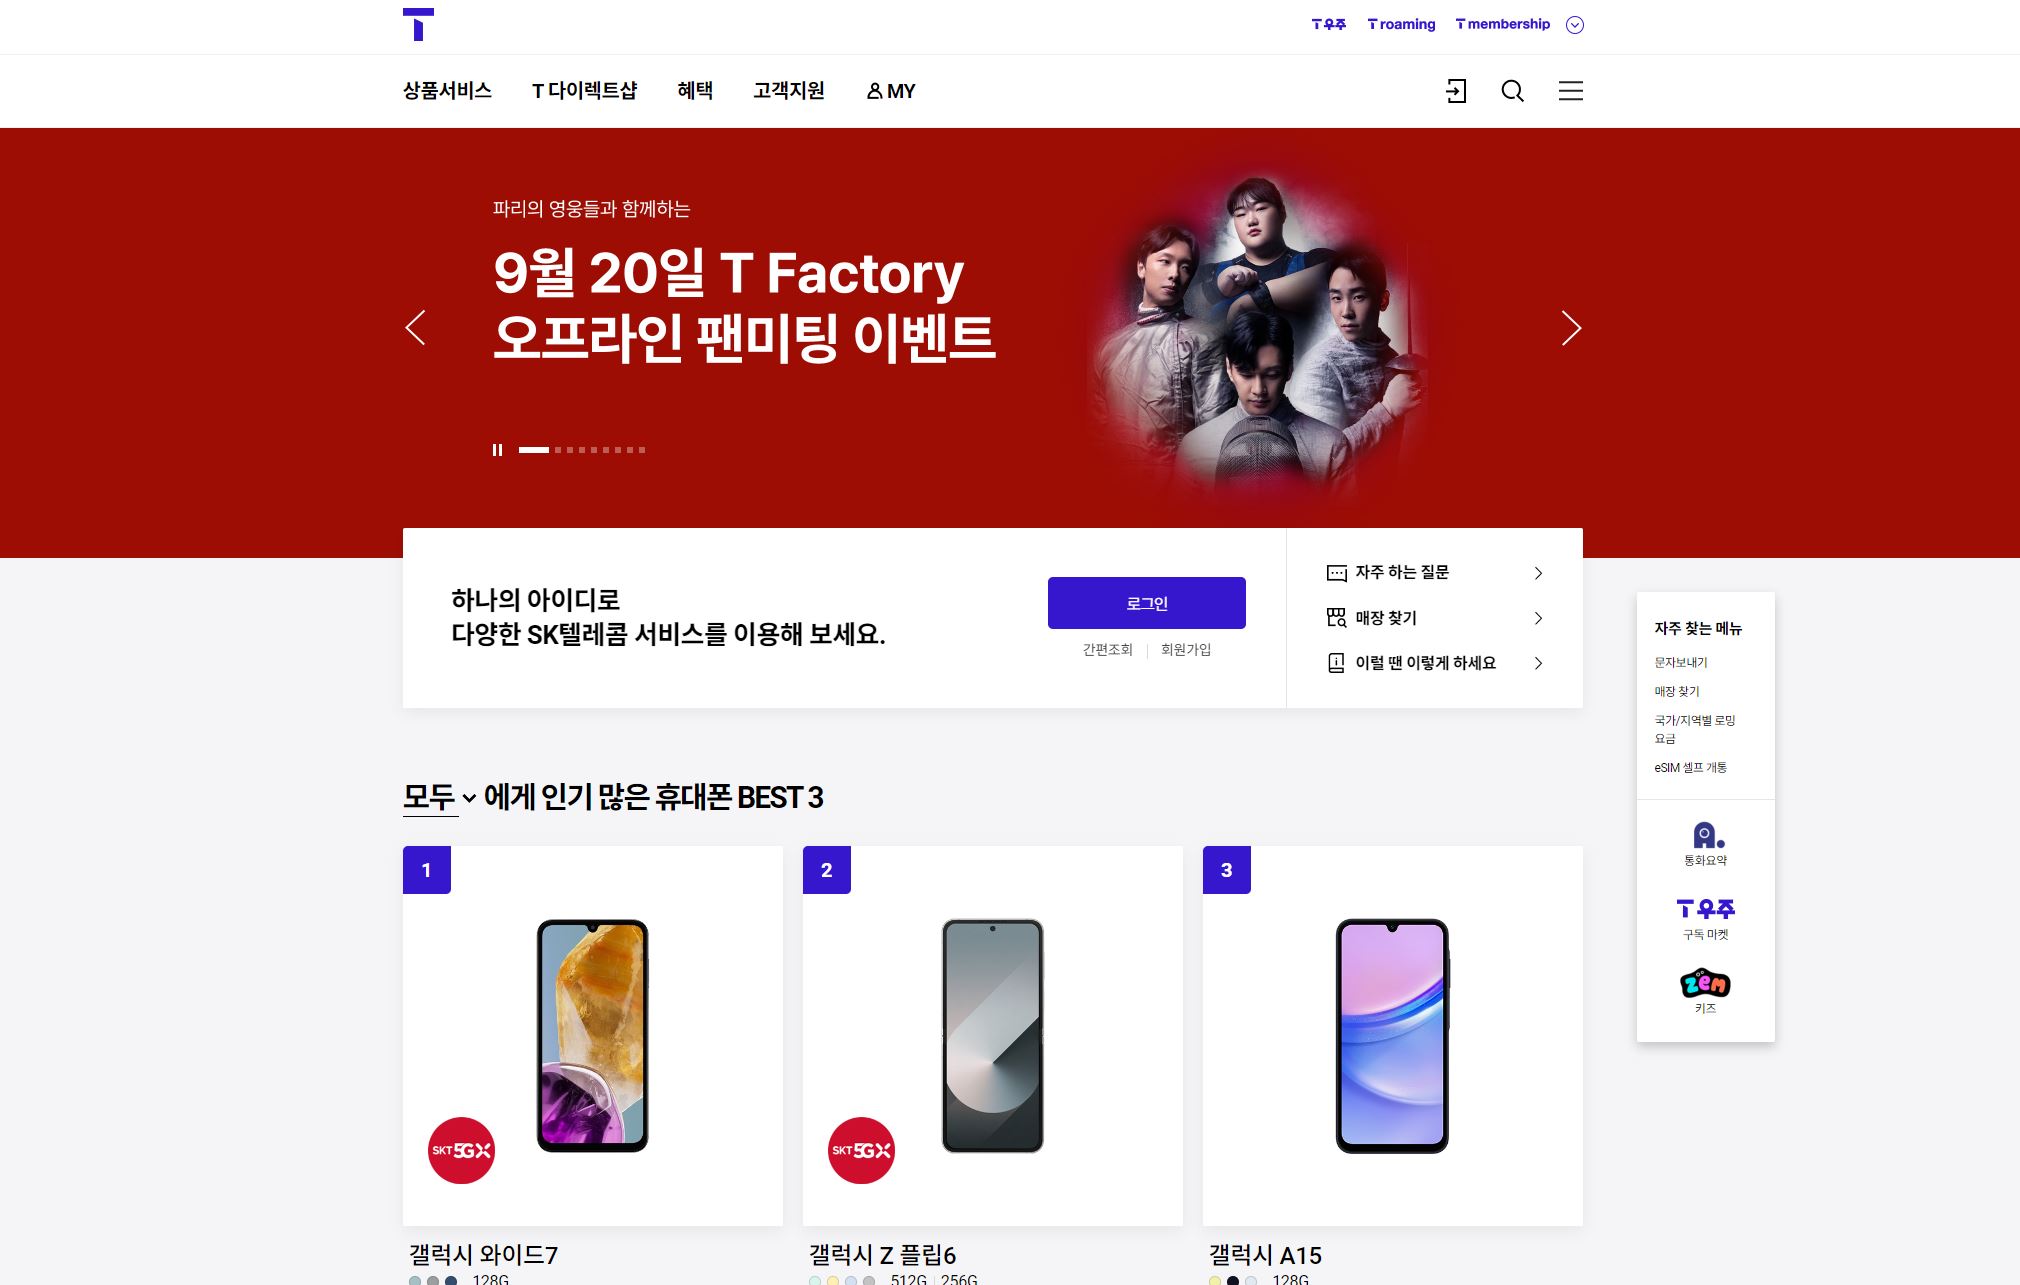 T
T 우주
T roaming
T membership
상품서비스
T 다이렉트샵
혜택
고객지원
MY
파리의 영웅들과 함께하는
9월 20일 T Factory
오프라인 팬미팅 이벤트
하나의 아이디로
다양한 SK텔레콤 서비스를 이용해 보세요.
로그인
간편조회
회원가입
자주 하는 질문
매장 찾기
이럴 땐 이렇게 하세요
자주 찾는 메뉴
문자보내기
매장 찾기
국가/지역별 로밍
요금
eSIM 셀프 개통
A.
통화요약
T 우주
구독 마켓
zem
키즈
모두 에게 인기 많은 휴대폰 BEST 3
1
SKT 5GX
갤럭시 와이드7
128G
2
SKT 5GX
갤럭시 Z 플립6
512G | 256G
3
갤럭시 A15
128G